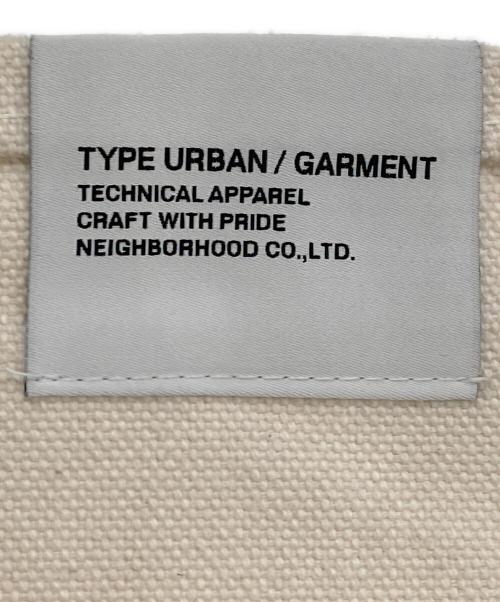 TYPE URBAN / GARMENT
TECHNICAL APPAREL
CRAFT WITH PRIDE
NEIGHBORHOOD CO.,LTD.